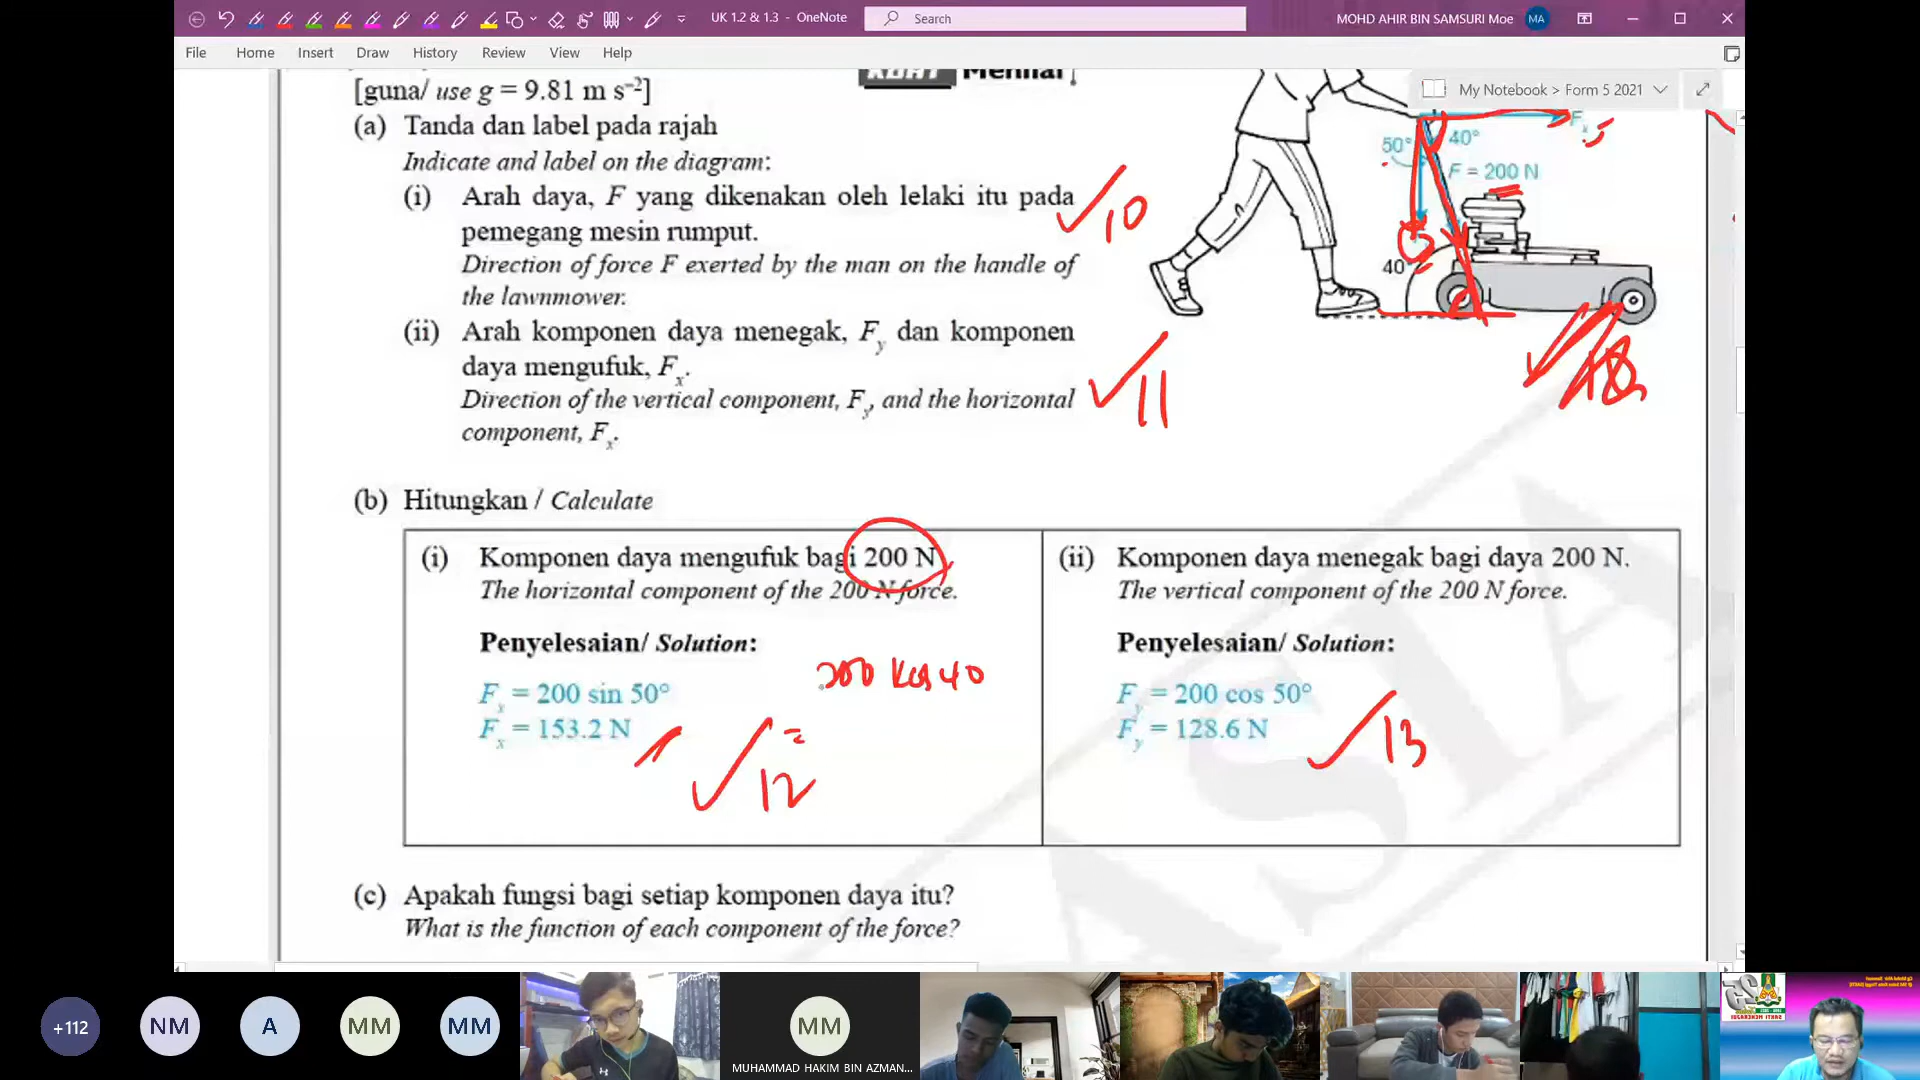 UK 1.2 & 1.3 - OneNote
Search
MOHD AHIR BIN SAMSURI Moe
MA
File Home Insert Draw History Review View Help
My Notebook > Form 5 2021
[guna/ use g = 9.81 m s⁻²]
(a) Tanda dan label pada rajah
Indicate and label on the diagram:
(i) Arah daya, F yang dikenakan oleh lelaki itu pada
pemegang mesin rumput.
Direction of force F exerted by the man on the handle of
the lawnmower.
✓10
(ii) Arah komponen daya menegak, Fy dan komponen
daya mengufuk, Fx.
Direction of the vertical component, Fy, and the horizontal
component, Fx.
✓11
Fx
50°
40°
F = 200 N
40°
(b) Hitungkan / Calculate
(i) Komponen daya mengufuk bagi 200 N.
The horizontal component of the 200 N force.
Penyelesaian/ Solution:
Fx = 200 sin 50°
Fx = 153.2 N
200 kos 40
=
✓12
(ii) Komponen daya menegak bagi daya 200 N.
The vertical component of the 200 N force.
Penyelesaian/ Solution:
Fy = 200 cos 50°
Fy = 128.6 N
✓13
(c) Apakah fungsi bagi setiap komponen daya itu?
What is the function of each component of the force?
+112
NM
A
MM
MM
MM
MUHAMMAD HAKIM BIN AZMAN...